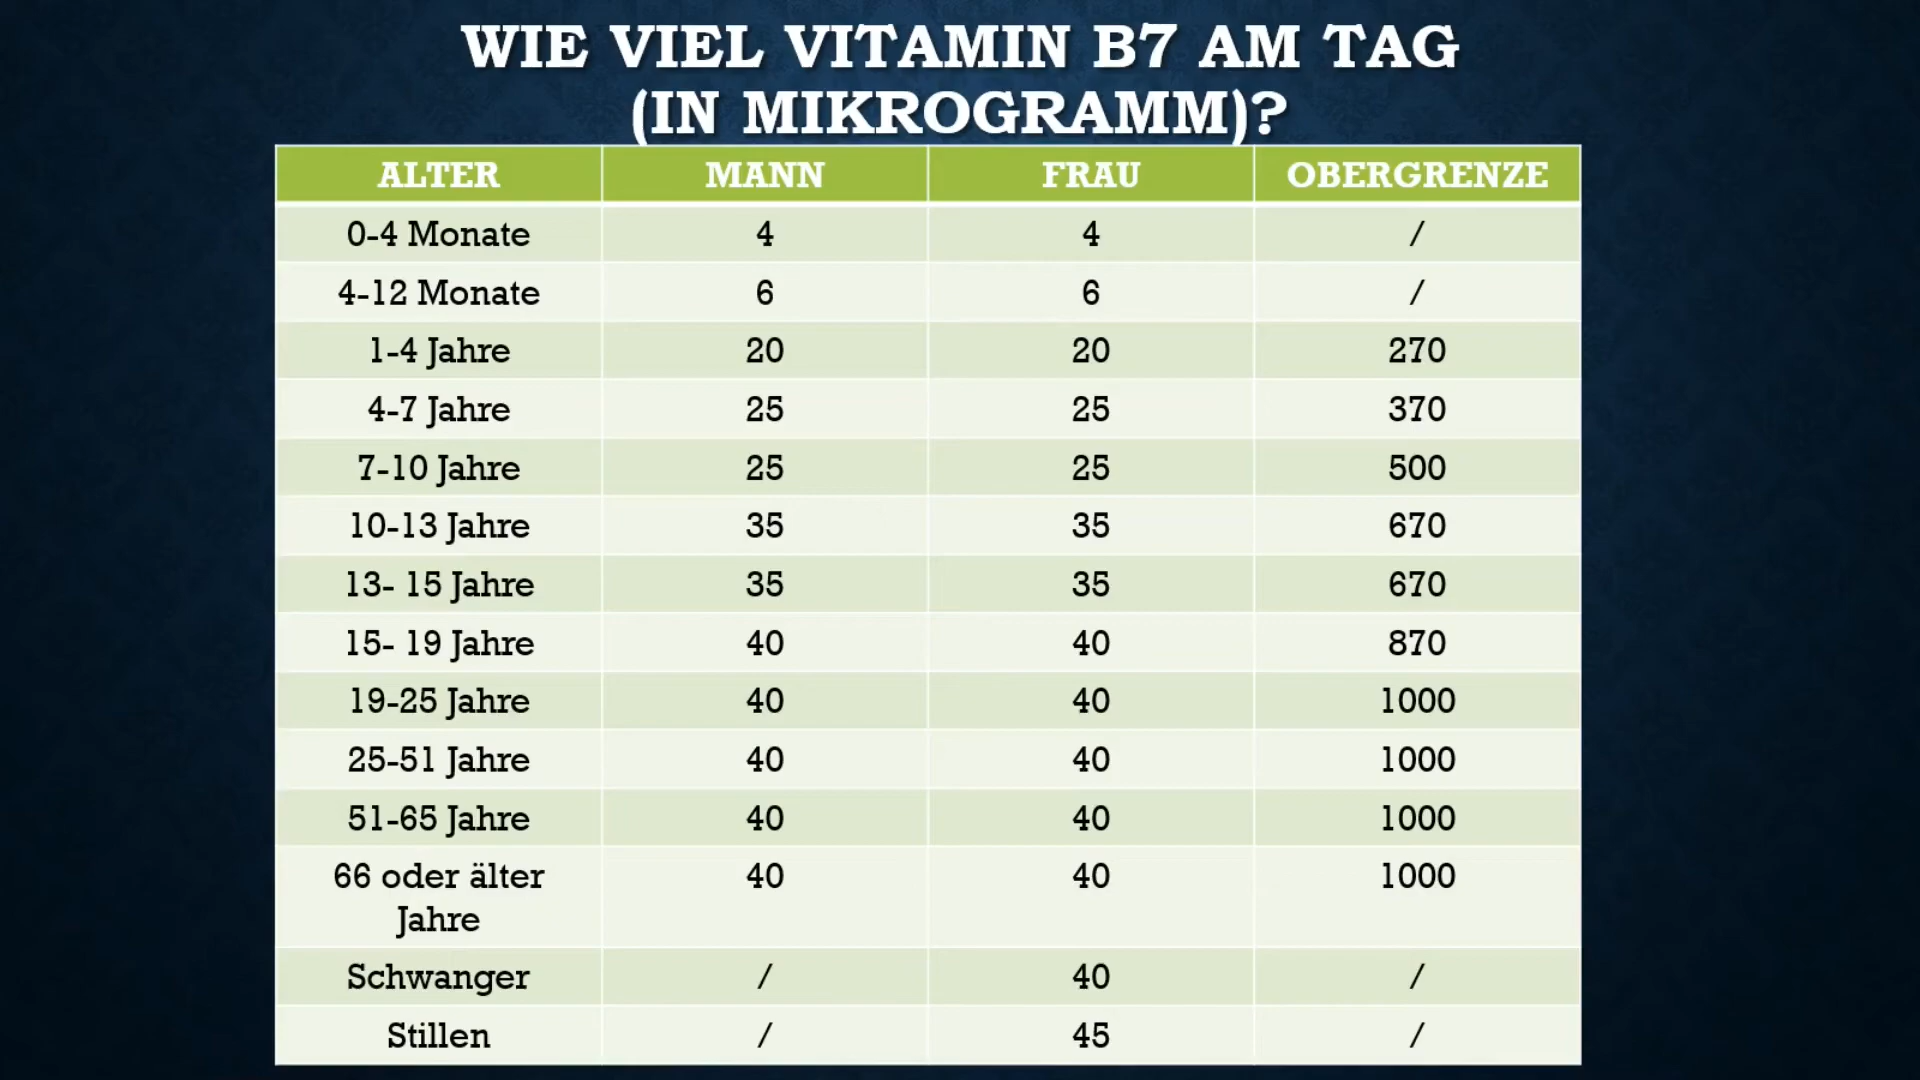 WIE VIEL VITAMIN B7 AM TAG
(IN MIKROGRAMM)?
ALTER MANN FRAU OBERGRENZE
0-4 Monate 4 4 /
4-12 Monate 6 6 /
1-4 Jahre 20 20 270
4-7 Jahre 25 25 370
7-10 Jahre 25 25 500
10-13 Jahre 35 35 670
13- 15 Jahre 35 35 670
15- 19 Jahre 40 40 870
19-25 Jahre 40 40 1000
25-51 Jahre 40 40 1000
51-65 Jahre 40 40 1000
66 oder älter 40 40 1000
Jahre
Schwanger / 40 /
Stillen / 45 /